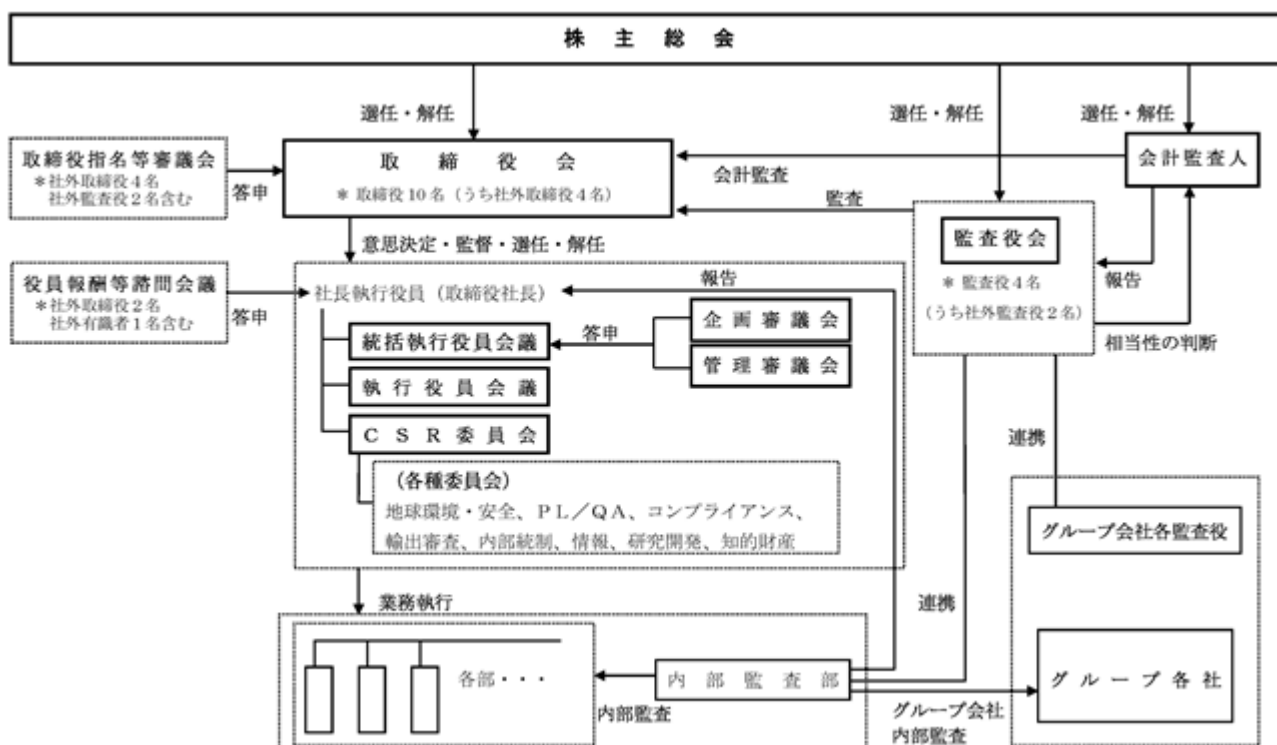 株主総会
選任・解任
選任・解任
選任・解任
取締役指名等審議会
＊社外取締役4名
社外監査役2名含む
答申
取締役会
＊取締役10名（うち社外取締役4名）
会計監査
監査
会計監査人
監査役会
＊監査役4名
（うち社外監査役2名）
報告
相当性の判断
意思決定・監督・選任・解任
役員報酬等諮問会議
＊社外取締役2名
社外有識者1名含む
答申
社長執行役員（取締役社長）
報告
統括執行役員会議
答申
企画審議会
管理審議会
執行役員会議
CSR委員会
（各種委員会）
地球環境・安全、PL／QA、コンプライアンス、
輸出審査、内部統制、情報、研究開発、知的財産
連携
グループ会社各監査役
業務執行
連携
各部・・・
内部監査部
内部監査
グループ会社
内部監査
グループ各社